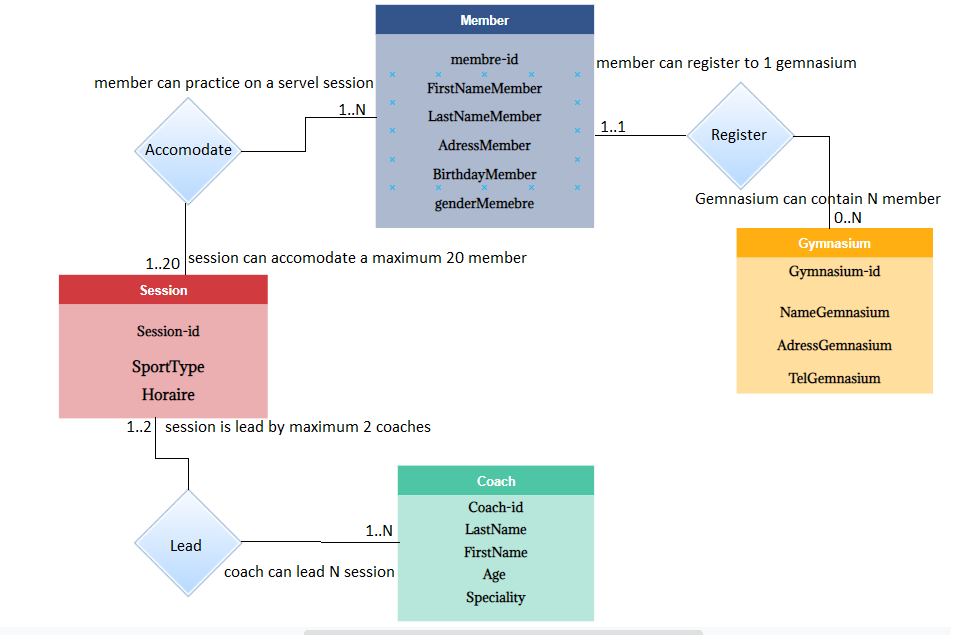 Member
membre-id
FirstNameMember
LastNameMember
AdressMember
BirthdayMember
genderMemebre
member can practice on a servel session
1..N
Accomodate
1..20
session can accomodate a maximum 20 member
member can register to 1 gemnasium
1..1
Register
Gemnasium can contain N member
0..N
Gymnasium
Gymnasium-id
NameGemnasium
AdressGemnasium
TelGemnasium
Session
Session-id
SportType
Horaire
1..2
session is lead by maximum 2 coaches
Lead
1..N
coach can lead N session
Coach
Coach-id
LastName
FirstName
Age
Speciality